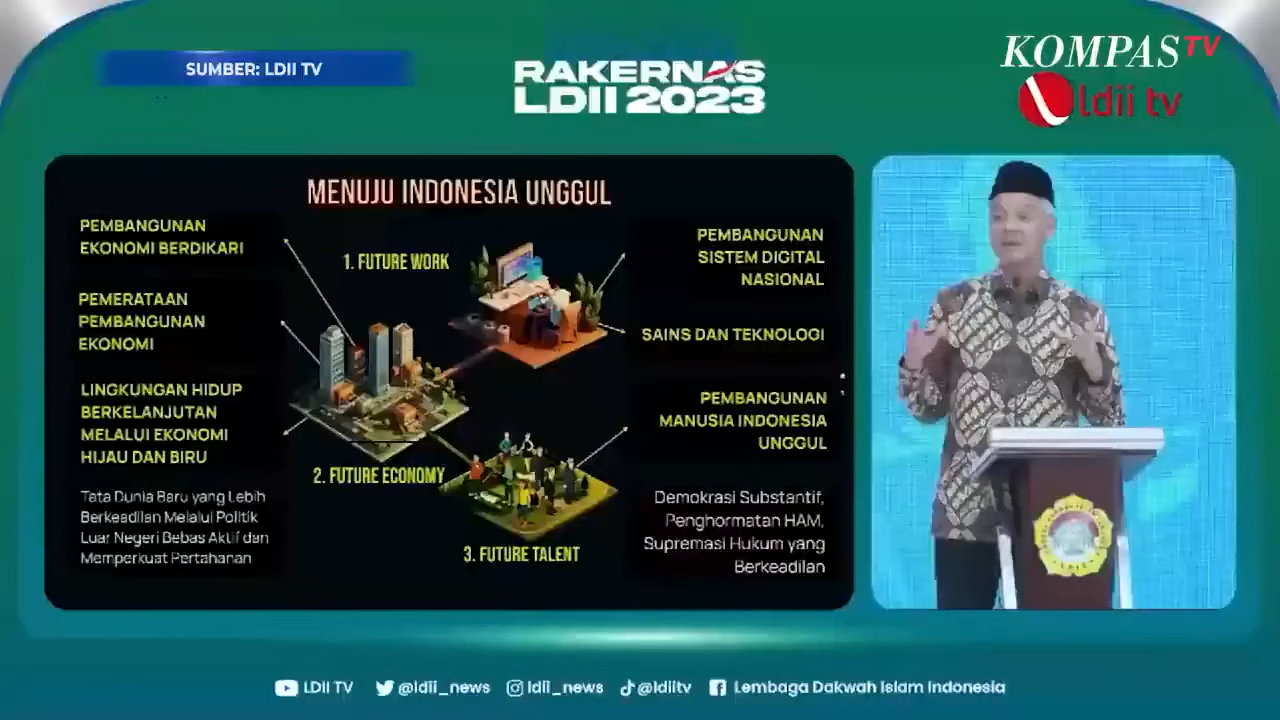 SUMBER: LDII TV
RAKERNAS
LDII 2023
KOMPAS TV
ldii tv
MENUJU INDONESIA UNGGUL
PEMBANGUNAN
EKONOMI BERDIKARI
PEMERATAAN
PEMBANGUNAN
EKONOMI
LINGKUNGAN HIDUP
BERKELANJUTAN
MELALUI EKONOMI
HIJAU DAN BIRU
Tata Dunia Baru yang Lebih
Berkeadilan Melalui Politik
Luar Negeri Bebas Aktif dan
Memperkuat Pertahanan
1. FUTURE WORK
2. FUTURE ECONOMY
3. FUTURE TALENT
PEMBANGUNAN
SISTEM DIGITAL
NASIONAL
SAINS DAN TEKNOLOGI
PEMBANGUNAN
MANUSIA INDONESIA
UNGGUL
Demokrasi Substantif,
Penghormatan HAM,
Supremasi Hukum yang
Berkeadilan
LDII TV @ldii_news ldii_news @ldiitv Lembaga Dakwah Islam Indonesia